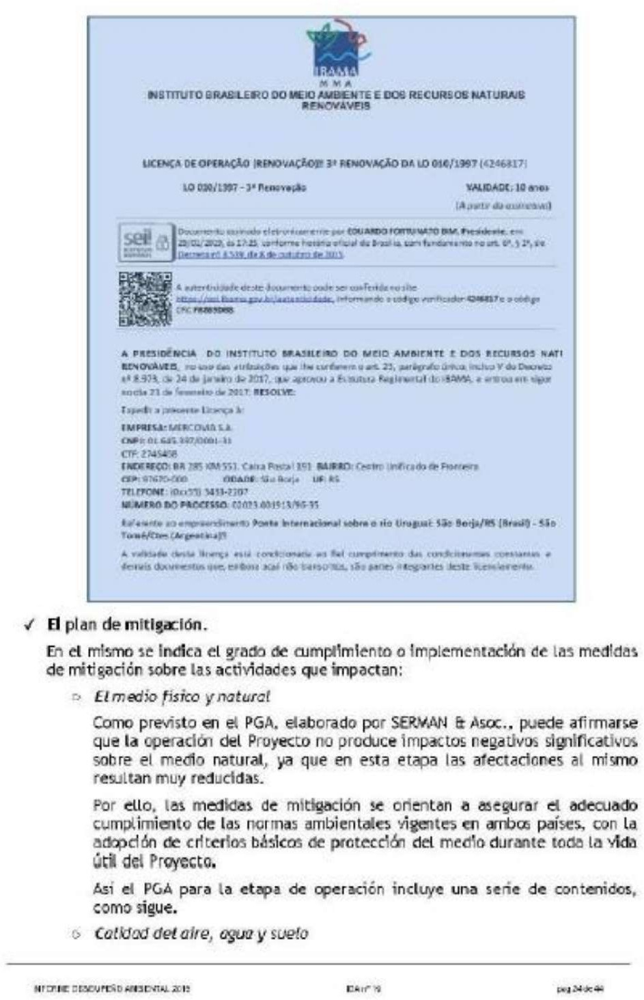 IBAMA
M M A
INSTITUTO BRASILEIRO DO MEIO AMBIENTE E DOS RECURSOS NATURAIS
RENOVÁVEIS
LICENÇA DE OPERAÇÃO (RENOVAÇÃO) 3ª RENOVAÇÃO DA LO 010/1997 (4246817)
LO 010/1997 - 3ª Renovação VALIDADE: 10 anos
(A partir da assinatura)
seil
Documento assinado eletronicamente por EDUARDO FORTUNATO BIM, Presidente, em
às 17:25, conforme horário oficial de Brasília, com fundamento no art. 6º, § 1º, do
Decreto nº 8.539, de 8 de outubro de 2015.
A autenticidade deste documento pode ser conferida no site
https://sei.ibama.gov.br/autenticidade, informando o código verificador 4246817 e o código
CRC
A PRESIDÊNCIA DO INSTITUTO BRASILEIRO DO MEIO AMBIENTE E DOS RECURSOS NATI
RENOVÁVEIS, no uso das atribuições que lhe conferem o art. 23, parágrafo único, inciso V do Decreto
nº 8.973, de 24 de janeiro de 2017, que aprovou a Estrutura Regimental do IBAMA, e entrou em vigor
no dia 21 de fevereiro de 2017; RESOLVE:
Expedir a presente Licença à:
EMPRESA: MERCOVIA S.A.
CNPJ: 01.645.397/0001-31
CTF: 2745408
ENDEREÇO: BR 285 KM 551, Caixa Postal 191 BAIRRO: Centro Unificado de Fronteira
CEP: 97670-000 CIDADE: São Borja UF: RS
TELEFONE: (0xx55) 3431-2207
NÚMERO DO PROCESSO: 02023.001913/96-35
Referente ao empreendimento Ponte Internacional sobre o rio Uruguai: São Borja/RS (Brasil) - São
Tomé/Ctes (Argentina)
A validade desta licença está condicionada ao fiel cumprimento das condicionantes constantes e
demais documentos que, embora aqui não transcritos, são partes integrantes deste licenciamento.
✓ El plan de mitigación.
En el mismo se indica el grado de cumplimiento o implementación de las medidas
de mitigación sobre las actividades que impactan:
○ El medio físico y natural
Como previsto en el PGA, elaborado por SERMAN & Asoc., puede afirmarse
que la operación del Proyecto no produce impactos negativos significativos
sobre el medio natural, ya que en esta etapa las afectaciones al mismo
resultan muy reducidas.
Por ello, las medidas de mitigación se orientan a asegurar el adecuado
cumplimiento de las normas ambientales vigentes en ambos países, con la
adopción de criterios básicos de protección del medio durante toda la vida
útil del Proyecto.
Así el PGA para la etapa de operación incluye una serie de contenidos,
como sigue.
○ Calidad del aire, agua y suelo
INFORME DESEMPEÑO AMBIENTAL IDA nº 19 pag 24 de 44